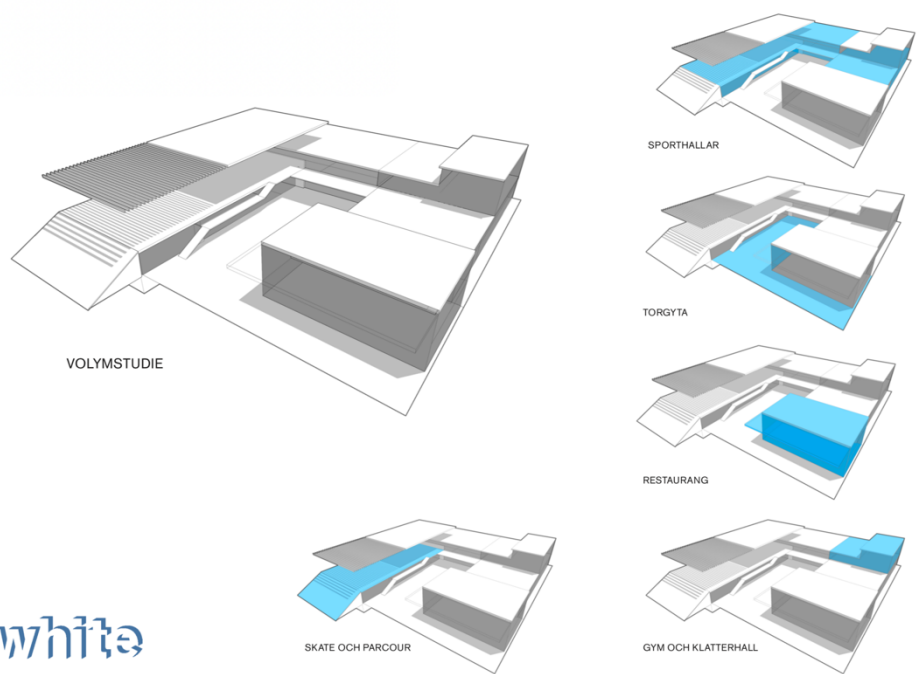 SPORTHALLAR
TORGYTA
VOLYMSTUDIE
RESTAURANG
SKATE OCH PARCOUR
GYM OCH KLATTERHALL
white